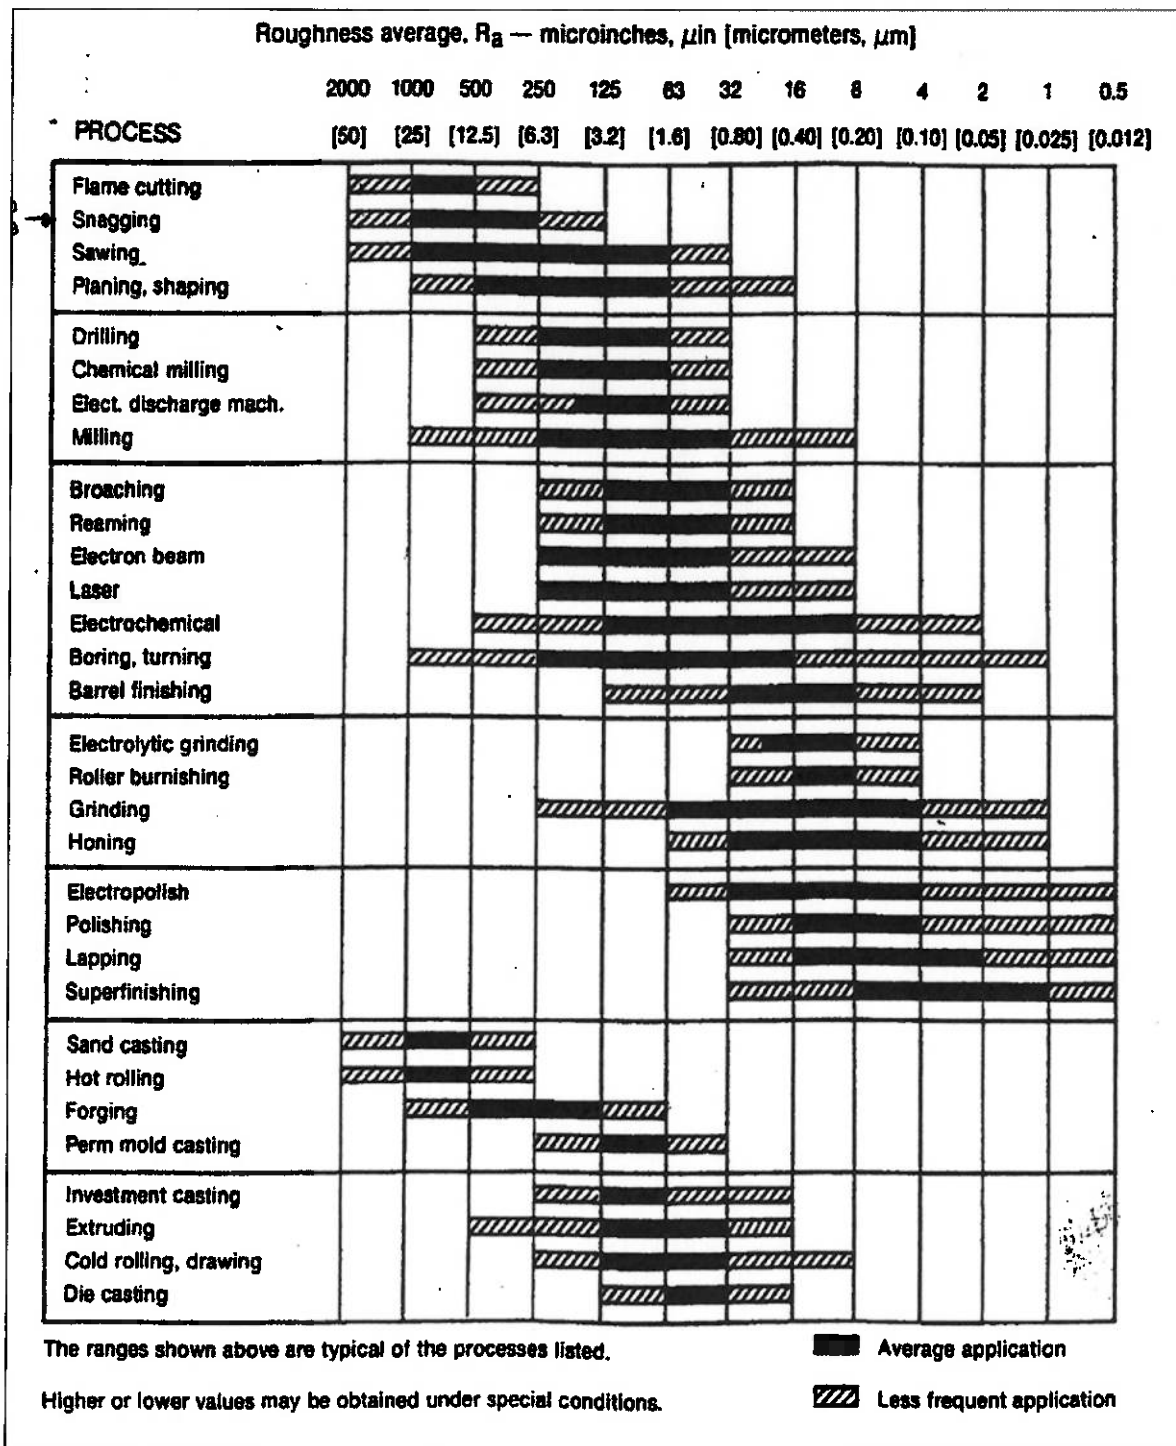 Roughness average, Ra — microinches, μin [micrometers, μm]
2000 1000 500 250 125 63 32 16 8 4 2 1 0.5
PROCESS [50] [25] [12.5] [6.3] [3.2] [1.6] [0.80] [0.40] [0.20] [0.10] [0.05] [0.025] [0.012]
Flame cutting
Snagging
Sawing
Planing, shaping
Drilling
Chemical milling
Elect. discharge mach.
Milling
Broaching
Reaming
Electron beam
Laser
Electrochemical
Boring, turning
Barrel finishing
Electrolytic grinding
Roller burnishing
Grinding
Honing
Electropolish
Polishing
Lapping
Superfinishing
Sand casting
Hot rolling
Forging
Perm mold casting
Investment casting
Extruding
Cold rolling, drawing
Die casting
The ranges shown above are typical of the processes listed.
Average application
Higher or lower values may be obtained under special conditions.
Less frequent application